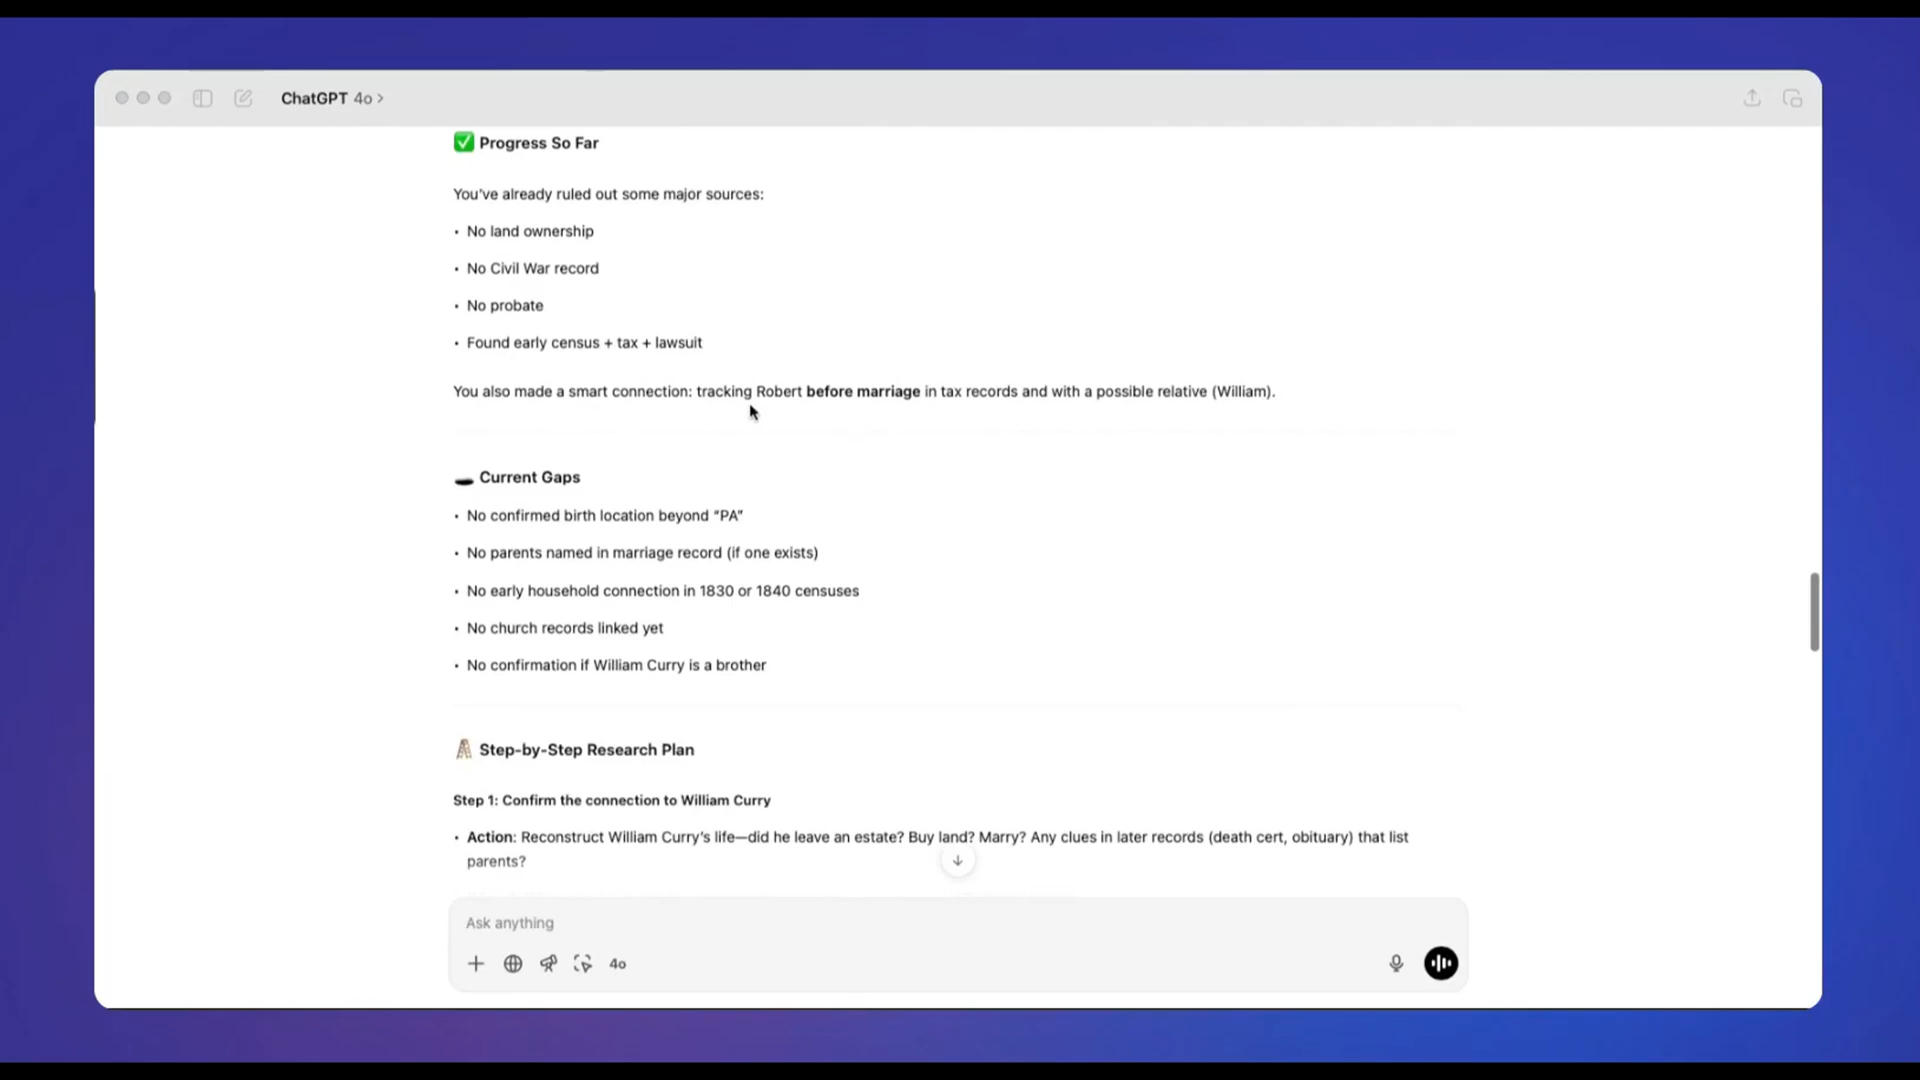 ChatGPT 4o >
✅ Progress So Far
You've already ruled out some major sources:
• No land ownership
• No Civil War record
• No probate
• Found early census + tax + lawsuit
You also made a smart connection: tracking Robert before marriage in tax records and with a possible relative (William).
🕳️ Current Gaps
• No confirmed birth location beyond “PA”
• No parents named in marriage record (if one exists)
• No early household connection in 1830 or 1840 censuses
• No church records linked yet
• No confirmation if William Curry is a brother
🪜 Step-by-Step Research Plan
Step 1: Confirm the connection to William Curry
• Action: Reconstruct William Curry's life—did he leave an estate? Buy land? Marry? Any clues in later records (death cert, obituary) that list
parents?
Ask anything
4o